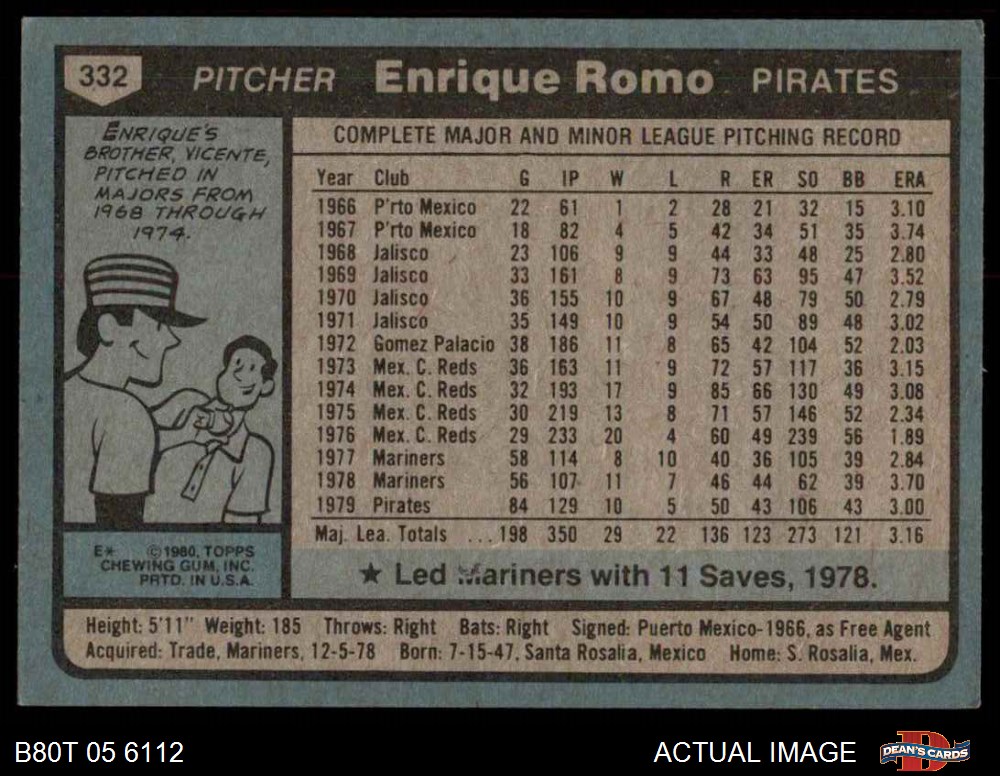 332 PITCHER Enrique Romo PIRATES
ENRIQUE'S
BROTHER, VICENTE,
PITCHED IN
MAJORS FROM
1968 THROUGH
1974.
COMPLETE MAJOR AND MINOR LEAGUE PITCHING RECORD
Year Club G IP W L R ER SO BB ERA
1966 P'rto Mexico 22 61 1 2 28 21 32 15 3.10
1967 P'rto Mexico 18 82 4 5 42 34 51 35 3.74
1968 Jalisco 23 106 9 9 44 33 48 25 2.80
1969 Jalisco 33 161 8 9 73 63 95 47 3.52
1970 Jalisco 36 155 10 9 67 48 79 50 2.79
1971 Jalisco 35 149 10 9 54 50 89 48 3.02
1972 Gomez Palacio 38 186 11 8 65 42 104 52 2.03
1973 Mex. C. Reds 36 163 11 9 72 57 117 36 3.15
1974 Mex. C. Reds 32 193 17 9 85 66 130 49 3.08
1975 Mex. C. Reds 30 219 13 8 71 57 146 52 2.34
1976 Mex. C. Reds 29 233 20 4 60 49 239 56 1.89
1977 Mariners 58 114 8 10 40 36 105 39 2.84
1978 Mariners 56 107 11 7 46 44 62 39 3.70
1979 Pirates 84 129 10 5 50 43 106 43 3.00
Maj. Lea. Totals ... 198 350 29 22 136 123 273 121 3.16
★ Led Mariners with 11 Saves, 1978.
E* ©1980, TOPPS
CHEWING GUM, INC.
PRTD. IN U.S.A.
Height: 5'11" Weight: 185 Throws: Right Bats: Right Signed: Puerto Mexico-1966, as Free Agent
Acquired: Trade, Mariners, 12-5-78 Born: 7-15-47, Santa Rosalia, Mexico Home: S. Rosalia, Mex.
B80T 05 6112 ACTUAL IMAGE DEAN'S CARDS